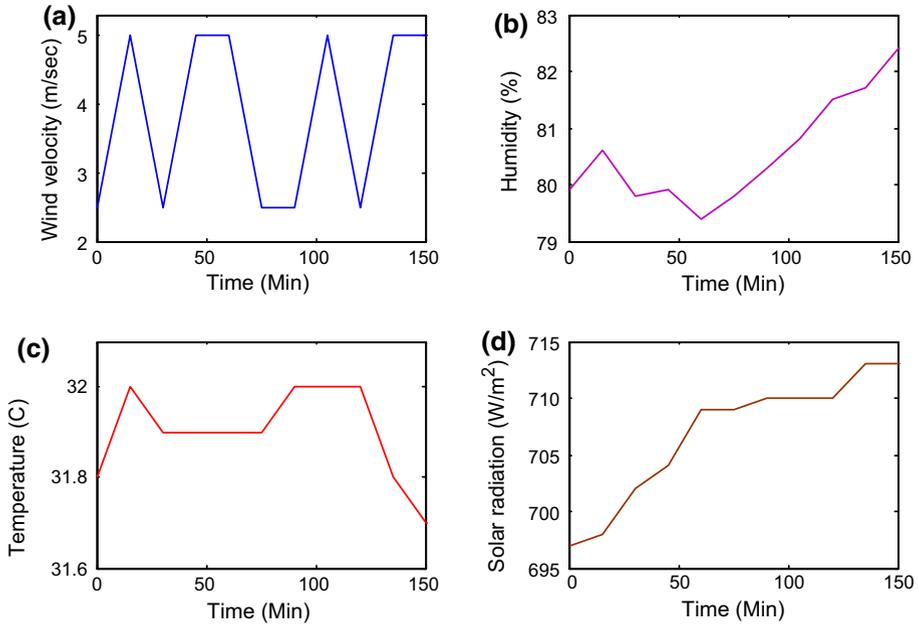 (a)
Wind velocity (m/sec)
5
4
3
2
0 50 100 150
Time (Min)
(b)
Humidity (%)
83
82
81
80
79
0 50 100 150
Time (Min)
(c)
Temperature (C)
32
31.8
31.6
0 50 100 150
Time (Min)
(d)
Solar radiation (W/m²)
715
710
705
700
695
0 50 100 150
Time (Min)